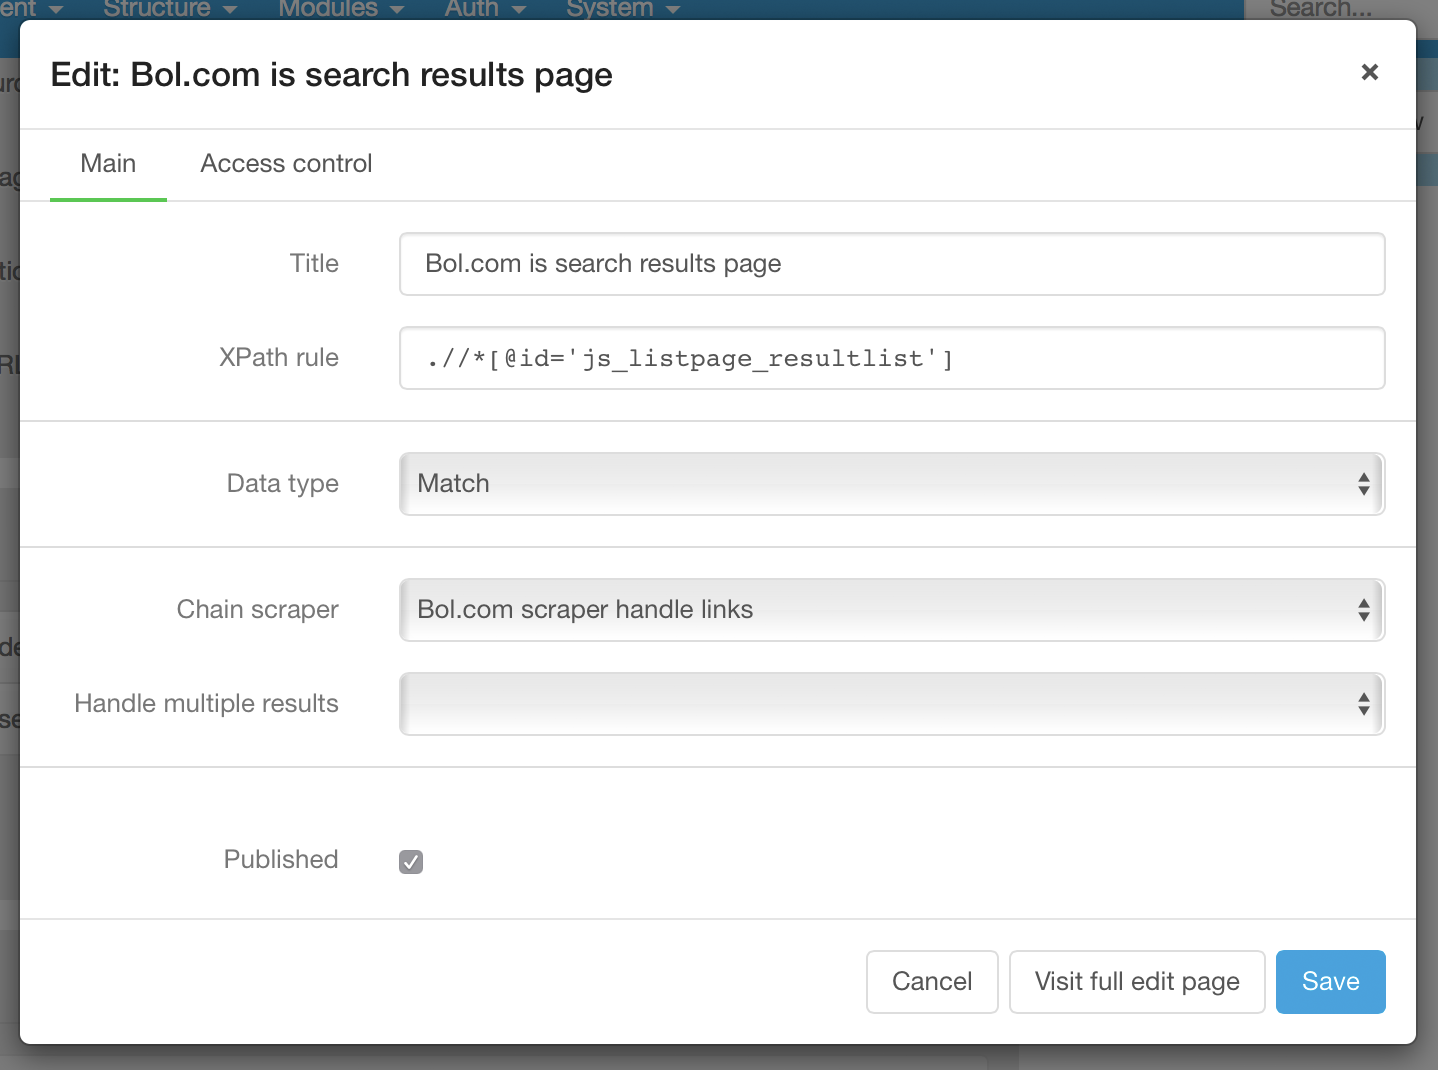 Structure
Modules
Auth
System
Search...
Edit: Bol.com is search results page
×
Main
Access control
Title
Bol.com is search results page
XPath rule
.//*[@id='js_listpage_resultlist']
Data type
Match
Chain scraper
Bol.com scraper handle links
Handle multiple results
Published
Cancel
Visit full edit page
Save